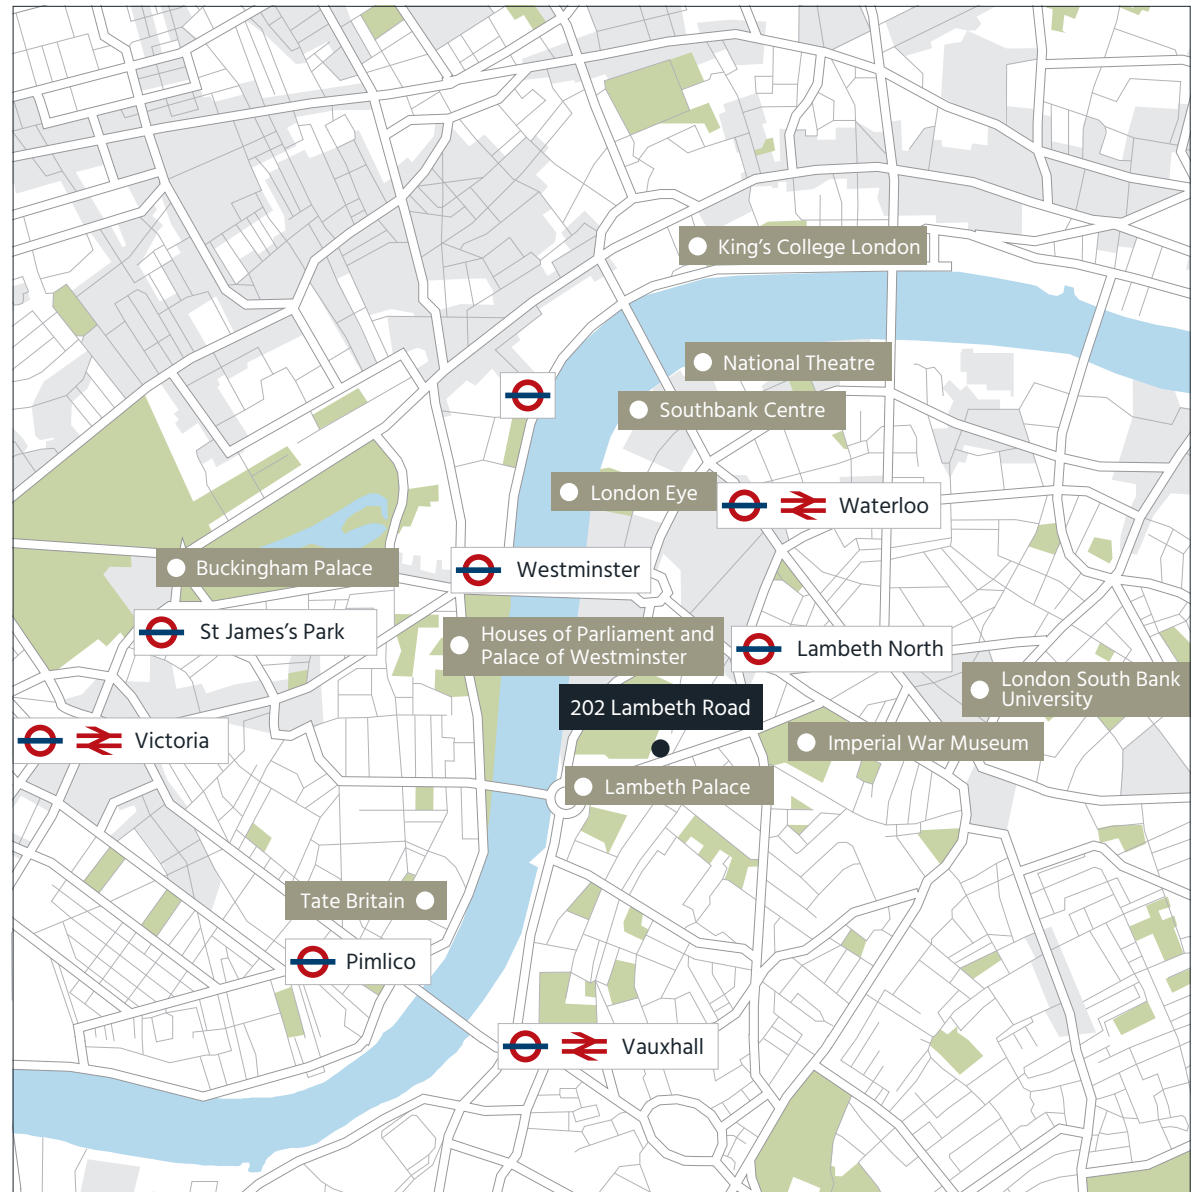 King's College London
National Theatre
Southbank Centre
London Eye
Waterloo
Buckingham Palace
Westminster
St James's Park
Houses of Parliament and
Palace of Westminster
Lambeth North
London South Bank
University
202 Lambeth Road
Victoria
Imperial War Museum
Lambeth Palace
Tate Britain
Pimlico
Vauxhall